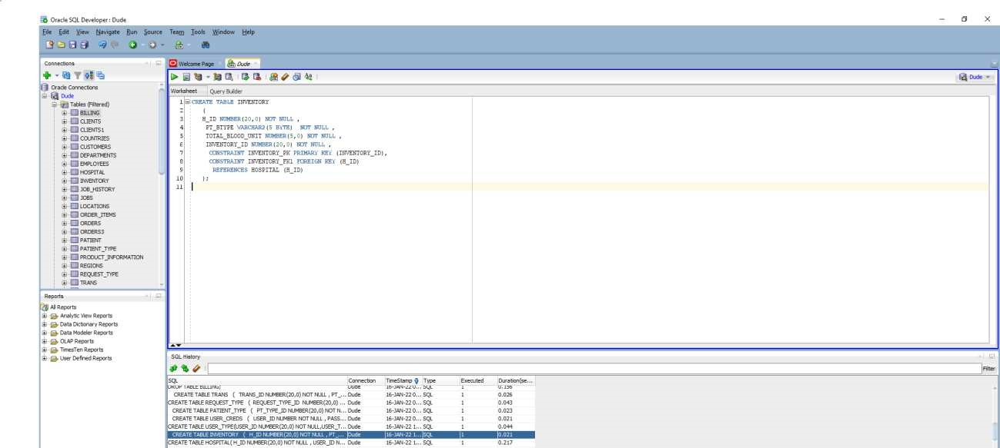 Oracle SQL Developer : Dude
File Edit View Navigate Run Source Team Tools Window Help
Connections
Welcome Page
Dude
Dude
Worksheet Query Builder
Oracle Connections
Dude
Tables (Filtered)
BILLING
CLIENTS
CLIENTS1
COUNTRIES
CUSTOMERS
DEPARTMENTS
EMPLOYEES
HOSPITAL
INVENTORY
JOB_HISTORY
JOBS
LOCATIONS
ORDER_ITEMS
ORDERS
ORDERS3
PATIENT
PATIENT_TYPE
PRODUCT_INFORMATION
REGIONS
REQUEST_TYPE
TRANS
1 CREATE TABLE INVENTORY
2 (
3 H_ID NUMBER(20,0) NOT NULL ,
4 PT_BTYPE VARCHAR2(5 BYTE) NOT NULL ,
5 TOTAL_BLOOD_UNIT NUMBER(5,0) NOT NULL ,
6 INVENTORY_ID NUMBER(20,0) NOT NULL ,
7 CONSTRAINT INVENTORY_PK PRIMARY KEY (INVENTORY_ID),
8 CONSTRAINT INVENTORY_FK1 FOREIGN KEY (H_ID)
9 REFERENCES HOSPITAL (H_ID)
10 );
11
Reports
All Reports
Analytic View Reports
Data Dictionary Reports
Data Modeler Reports
OLAP Reports
TimesTen Reports
User Defined Reports
SQL History
Filter
SQL Connection TimeStamp Type Executed Duration(se...
DROP TABLE BILLING; Dude 16-JAN-22 0... SQL 1 0.156
CREATE TABLE TRANS ( TRANS_ID NUMBER(20,0) NOT NULL , PT_... Dude 16-JAN-22 0... SQL 1 0.026
CREATE TABLE REQUEST_TYPE ( REQUEST_TYPE_ID NUMBER(20,0) ... Dude 16-JAN-22 0... SQL 1 0.043
CREATE TABLE PATIENT_TYPE ( PT_TYPE_ID NUMBER(20,0) NOT N... Dude 16-JAN-22 0... SQL 1 0.023
CREATE TABLE USER_CREDS ( USER_ID NUMBER NOT NULL , PASS... Dude 16-JAN-22 0... SQL 1 0.021
CREATE TABLE USER_TYPE(USER_ID NUMBER(20,0) NOT NULL,USER_T... Dude 16-JAN-22 1... SQL 1 0.044
CREATE TABLE INVENTORY ( H_ID NUMBER(20,0) NOT NULL , PT_... Dude 16-JAN-22 1... SQL 1 0.021
CREATE TABLE HOSPITAL( H_ID NUMBER(20,0) NOT NULL , USER_ID N... Dude 16-JAN-22 1... SQL 1 0.217